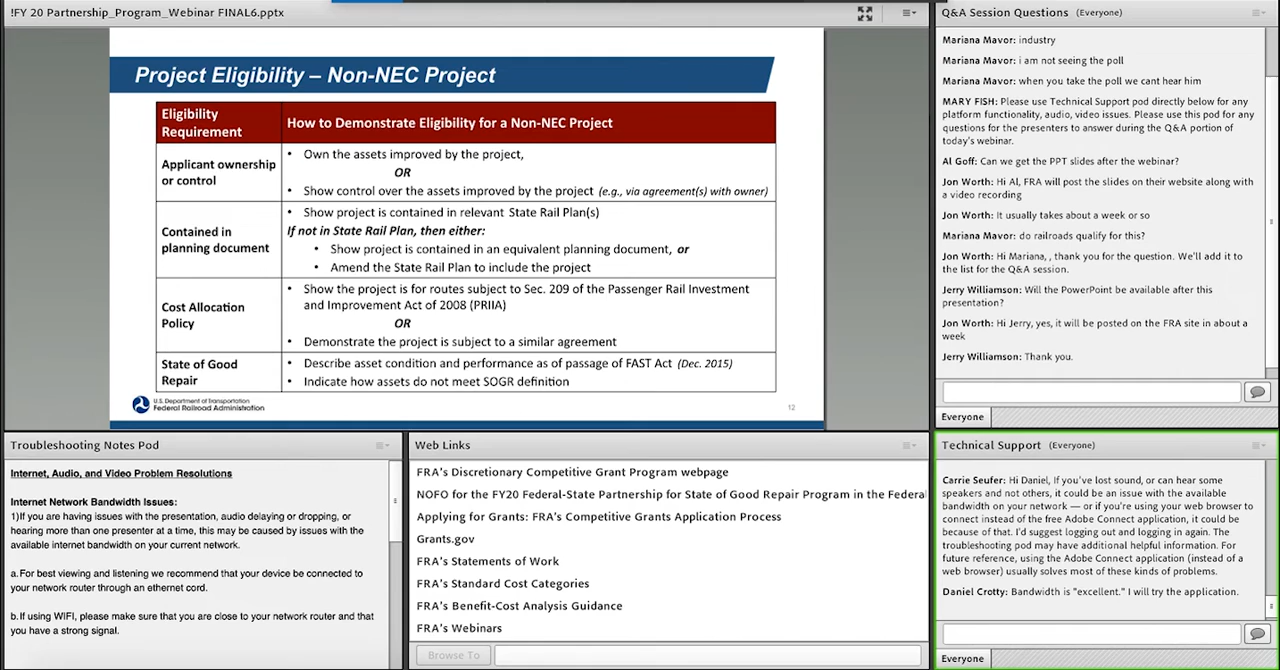 !FY 20 Partnership_Program_Webinar FINAL6.pptx
Project Eligibility – Non-NEC Project
Eligibility
Requirement
How to Demonstrate Eligibility for a Non-NEC Project
Applicant ownership
or control
• Own the assets improved by the project,
OR
• Show control over the assets improved by the project (e.g., via agreement(s) with owner)
Contained in
planning document
• Show project is contained in relevant State Rail Plan(s)
If not in State Rail Plan, then either:
• Show project is contained in an equivalent planning document, or
• Amend the State Rail Plan to include the project
Cost Allocation
Policy
• Show the project is for routes subject to Sec. 209 of the Passenger Rail Investment
and Improvement Act of 2008 (PRIIA)
OR
• Demonstrate the project is subject to a similar agreement
State of Good
Repair
• Describe asset condition and performance as of passage of FAST Act (Dec. 2015)
• Indicate how assets do not meet SOGR definition
U.S. Department of Transportation
Federal Railroad Administration
12
Q&A Session Questions (Everyone)
Mariana Mavor: industry
Mariana Mavor: i am not seeing the poll
Mariana Mavor: when you take the poll we cant hear him
MARY FISH: Please use Technical Support pod directly below for any
platform functionality, audio, video issues. Please use this pod for any
questions for the presenters to answer during the Q&A portion of
today's webinar.
Al Goff: Can we get the PPT slides after the webinar?
Jon Worth: Hi Al, FRA will post the slides on their website along with
a video recording
Jon Worth: It usually takes about a week or so
Mariana Mavor: do railroads qualify for this?
Jon Worth: Hi Mariana, , thank you for the question. We'll add it to
the list for the Q&A session.
Jerry Williamson: Will the PowerPoint be available after this
presentation?
Jon Worth: Hi Jerry, yes, it will be posted on the FRA site in about a
week
Jerry Williamson: Thank you.
Everyone
Troubleshooting Notes Pod
Internet, Audio, and Video Problem Resolutions
Internet Network Bandwidth Issues:
1)If you are having issues with the presentation, audio delaying or dropping, or
hearing more than one presenter at a time, this may be caused by issues with the
available internet bandwidth on your current network.
a. For best viewing and listening we recommend that your device be connected to
your network router through an ethernet cord.
b. If using WIFI, please make sure that you are close to your network router and that
you have a strong signal.
Web Links
FRA's Discretionary Competitive Grant Program webpage
NOFO for the FY20 Federal-State Partnership for State of Good Repair Program in the Federal
Applying for Grants: FRA's Competitive Grants Application Process
Grants.gov
FRA's Statements of Work
FRA's Standard Cost Categories
FRA's Benefit-Cost Analysis Guidance
FRA's Webinars
Browse To
Technical Support (Everyone)
Carrie Seufer: Hi Daniel, If you've lost sound, or can hear some
speakers and not others, it could be an issue with the available
bandwidth on your network — or if you're using your web browser to
connect instead of the free Adobe Connect application, it could be
because of that. I'd suggest logging out and logging in again. The
troubleshooting pod may have additional helpful information. For
future reference, using the Adobe Connect application (instead of a
web browser) usually solves most of these kinds of problems.
Daniel Crotty: Bandwidth is "excellent." I will try the application.
Everyone